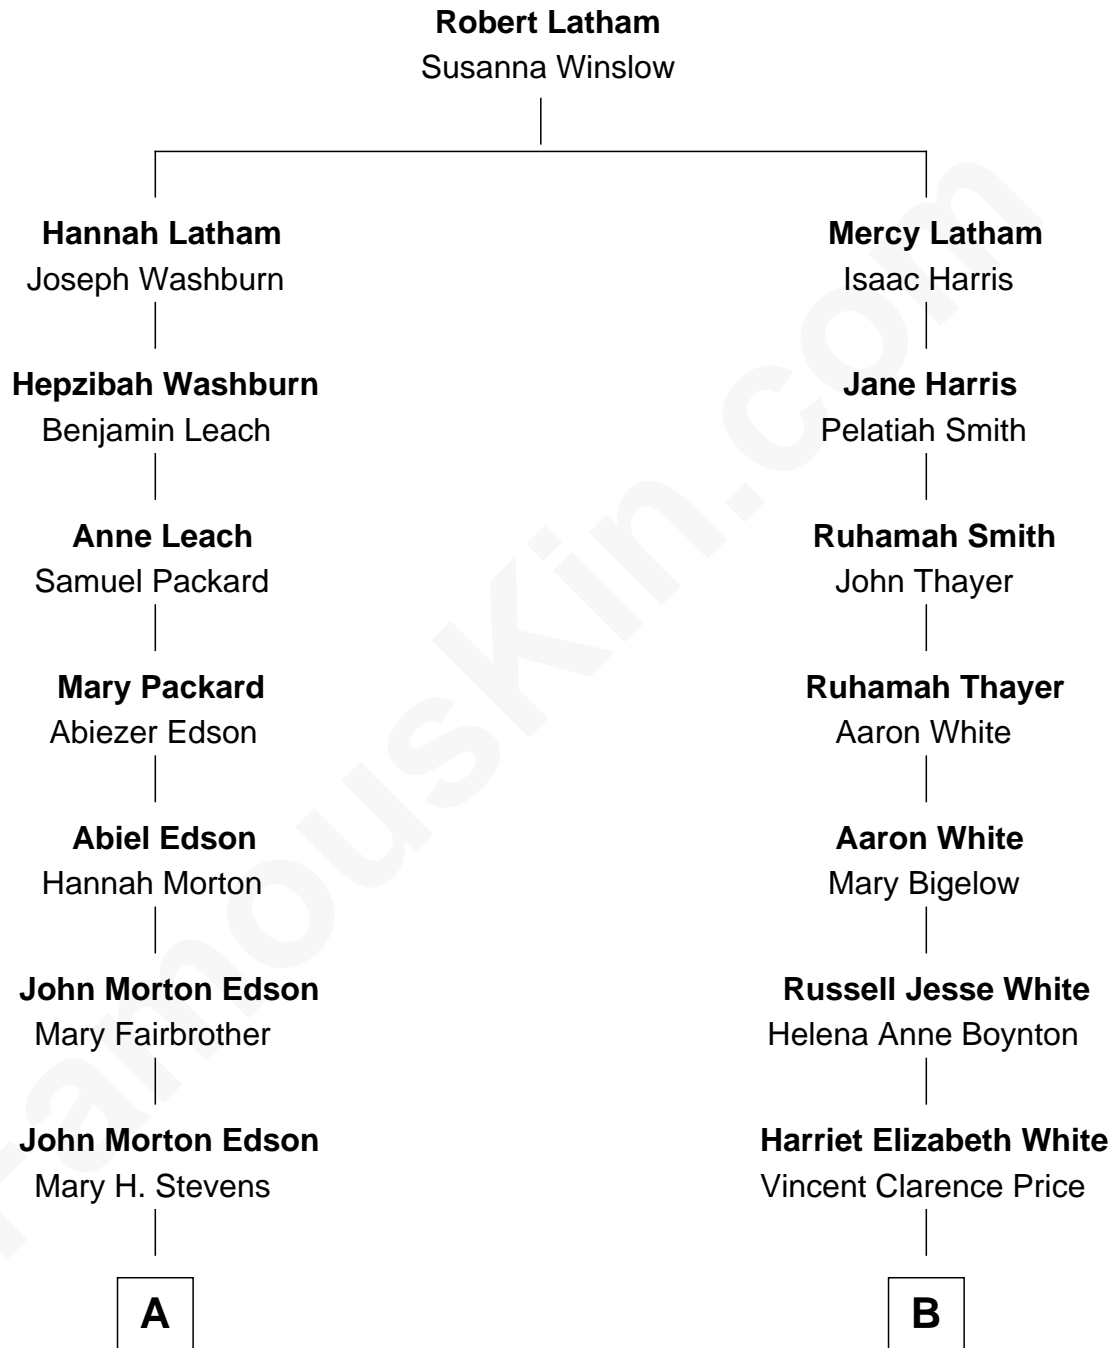 Robert Latham
Susanna Winslow
Hannah Latham
Joseph Washburn
Mercy Latham
Isaac Harris
Hepzibah Washburn
Benjamin Leach
Jane Harris
Pelatiah Smith
Anne Leach
Samuel Packard
Ruhamah Smith
John Thayer
Mary Packard
Abiezer Edson
Ruhamah Thayer
Aaron White
Abiel Edson
Hannah Morton
Aaron White
Mary Bigelow
John Morton Edson
Mary Fairbrother
Russell Jesse White
Helena Anne Boynton
John Morton Edson
Mary H. Stevens
Harriet Elizabeth White
Vincent Clarence Price
A
B
FamousKin.com